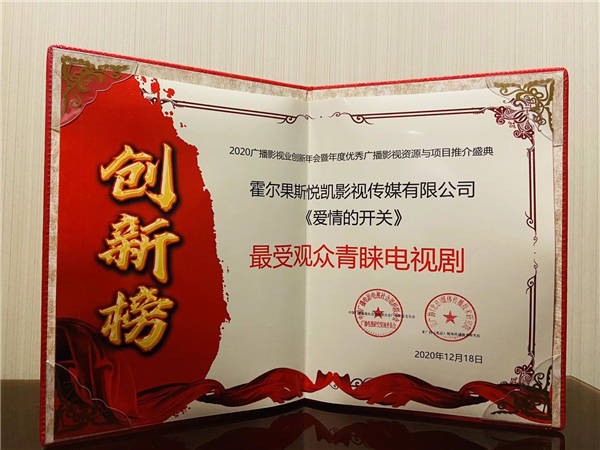 创新榜
2020广播影视业创新年会暨年度优秀广播影视资源与项目推介盛典
霍尔果斯悦凯影视传媒有限公司
《爱情的开关》
最受观众青睐电视剧
2020年12月18日